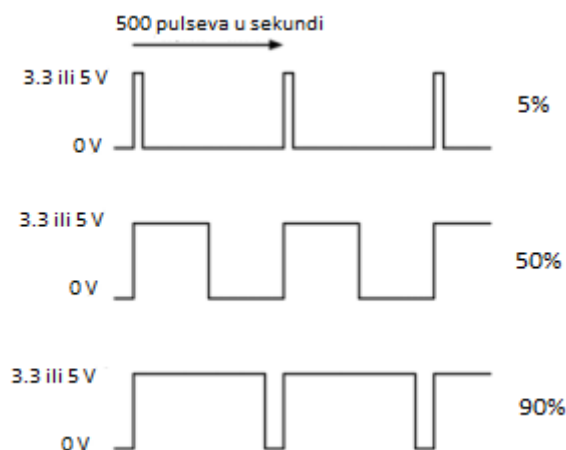 500 pulseva u sekundi
3.3 ili 5 V
5%
0 V
3.3 ili 5 V
50%
0 V
3.3 ili 5 V
90%
0 V